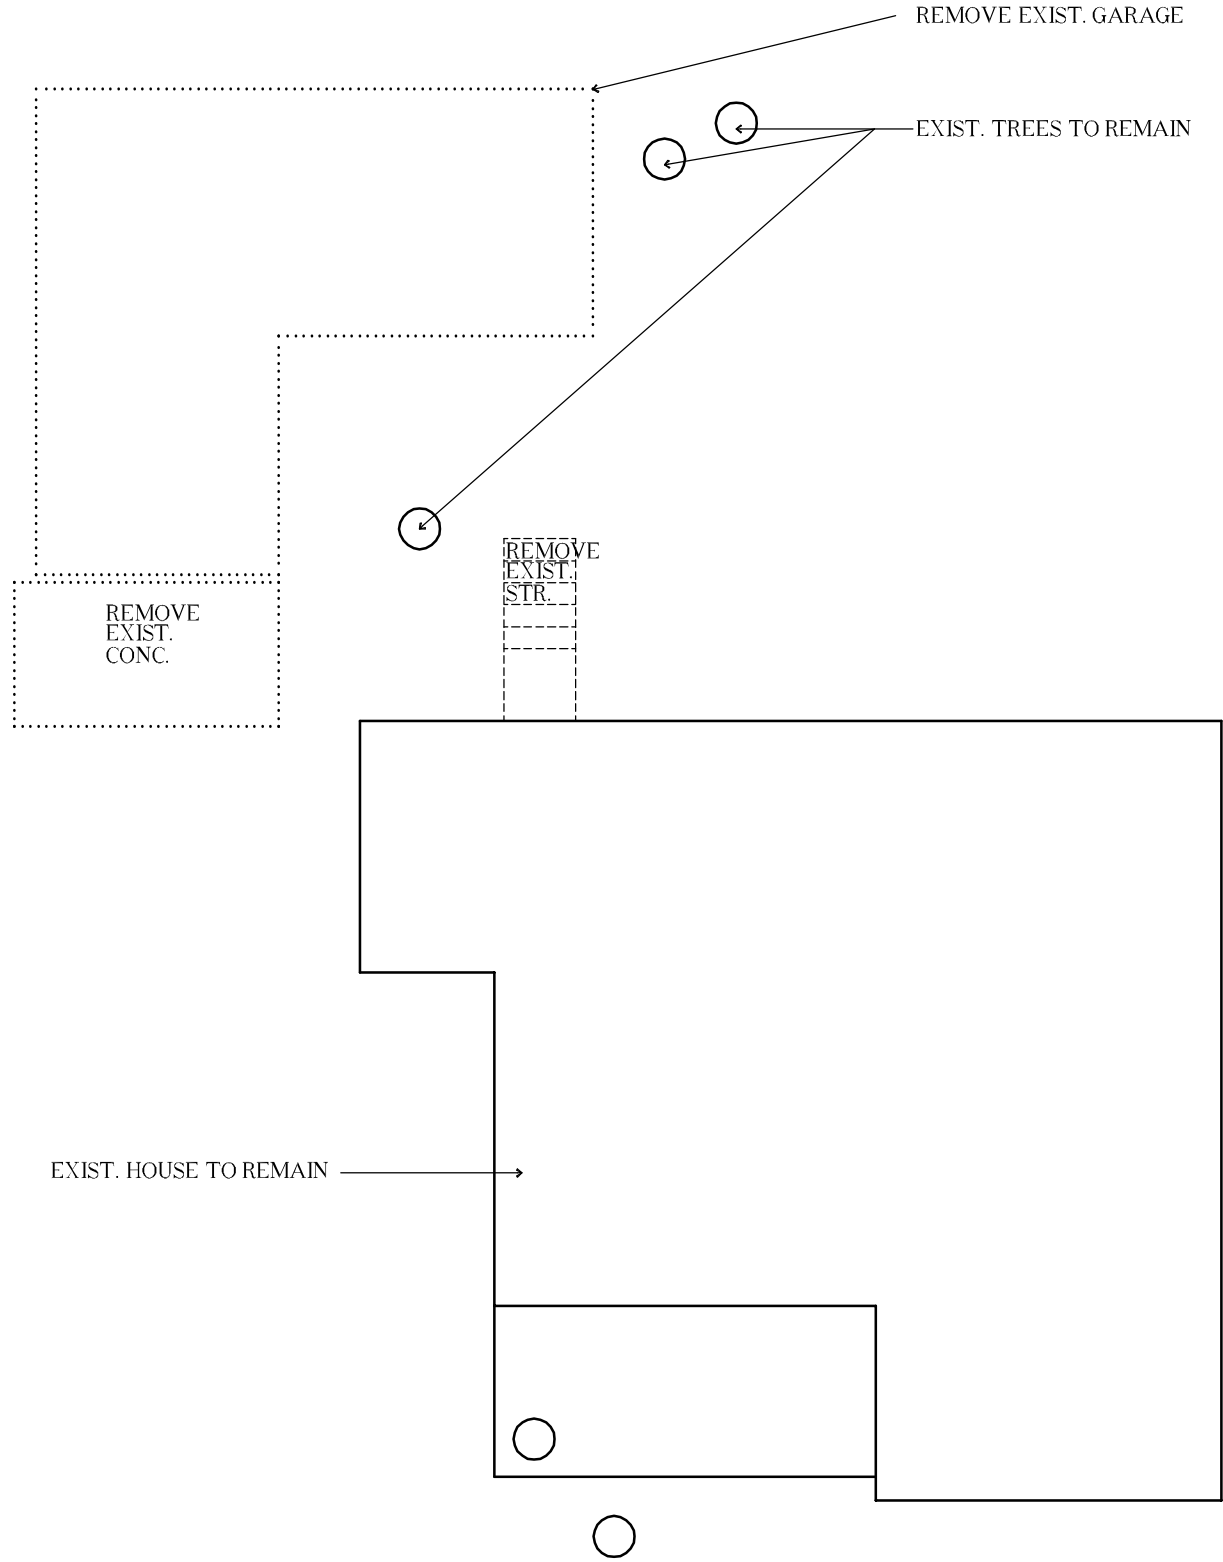 REMOVE EXIST. GARAGE
EXIST. TREES TO REMAIN
REMOVE
EXIST.
STR.
REMOVE
EXIST.
CONC.
EXIST. HOUSE TO REMAIN